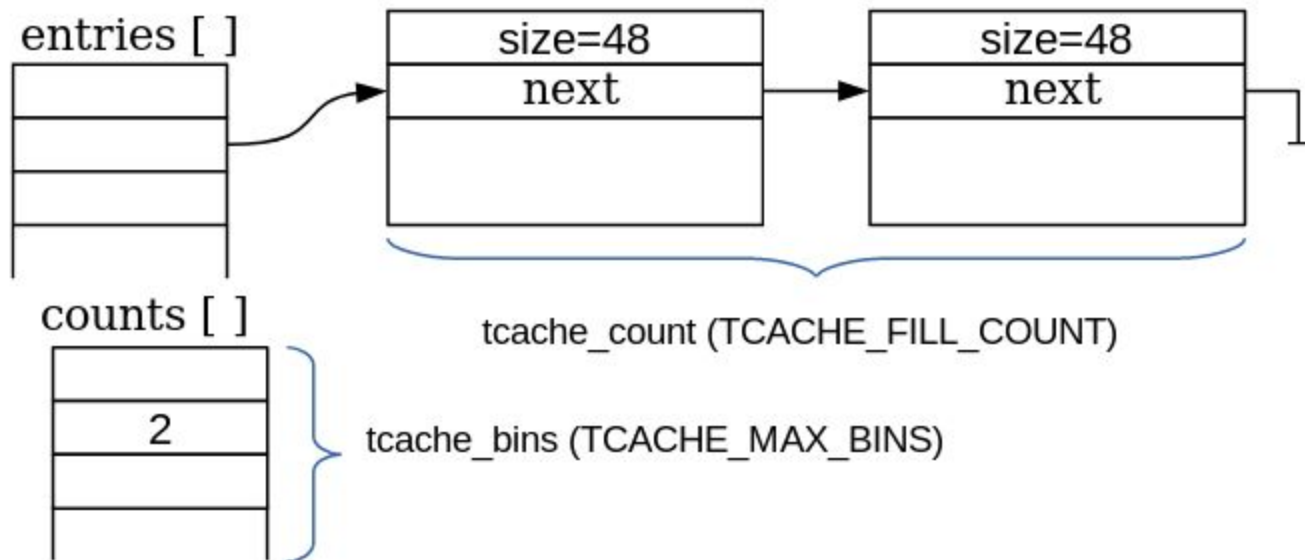 entries [ ]
size=48
size=48
next
next
counts [ ]
tcache_count (TCACHE_FILL_COUNT)
2
tcache_bins (TCACHE_MAX_BINS)